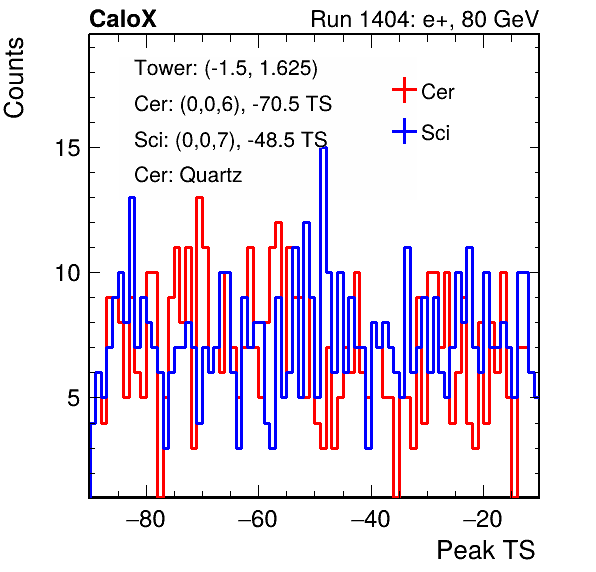 CaloX Run 1404: e+, 80 GeV
Counts
Tower: (-1.5, 1.625)
Cer: (0,0,6), -70.5 TS
Sci: (0,0,7), -48.5 TS
Cer: Quartz
Cer
Sci
15
10
5
−80 −60 −40 −20
Peak TS